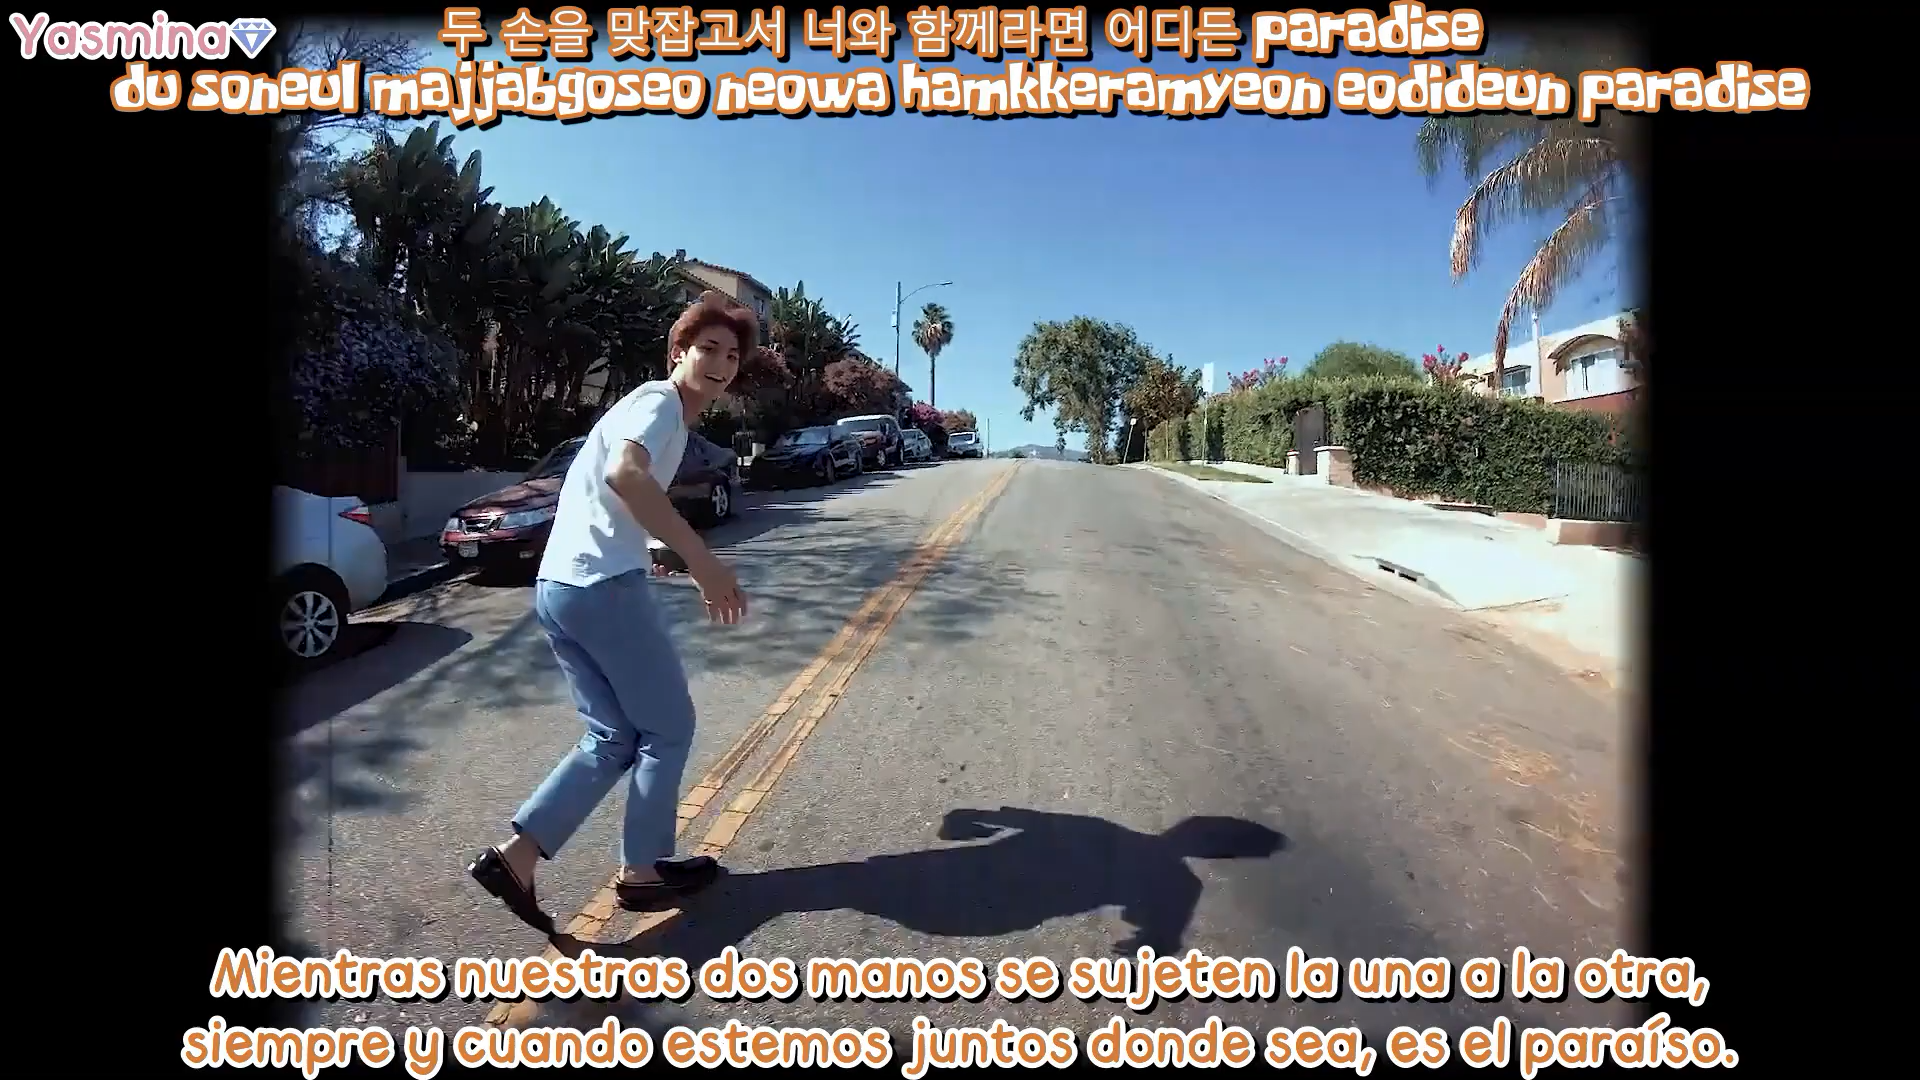 Yasmina
두 손을 맞잡고서 너와 함께라면 어디든 paradise
du soneul majjabgoseo neowa hamkkeramyeon eodideun paradise
Mientras nuestras dos manos se sujeten la una a la otra,
siempre y cuando estemos juntos donde sea, es el paraíso.